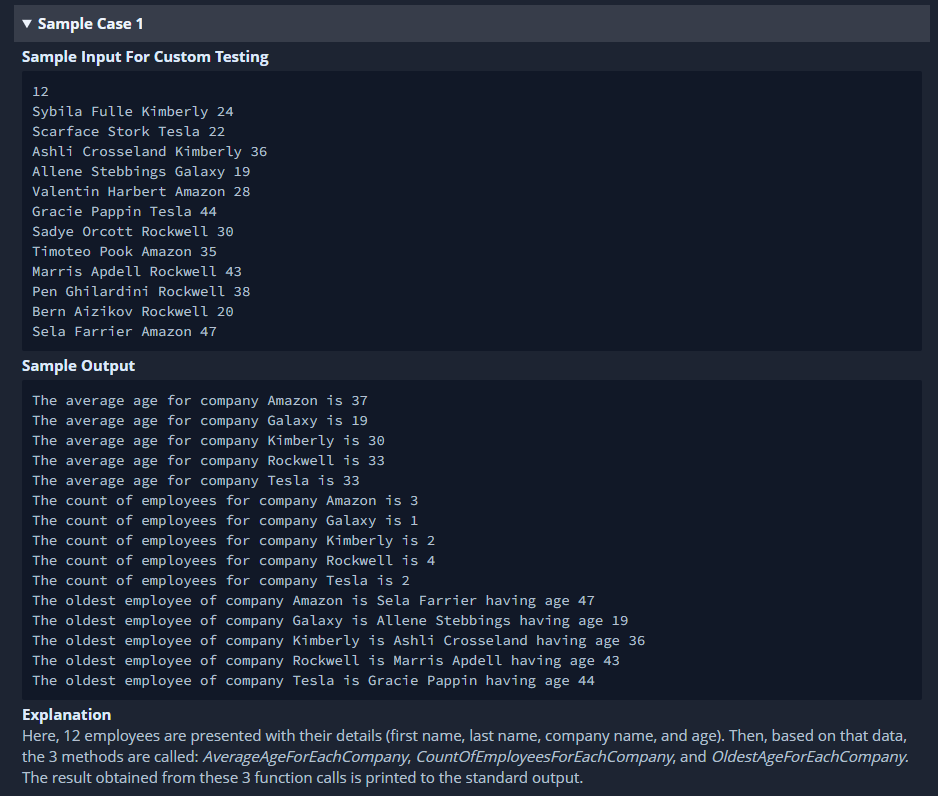 Sample Case 1
Sample Input For Custom Testing
12
Sybila Fulle Kimberly 24
Scarface Stork Tesla 22
Ashli Crosseland Kimberly 36
Allene Stebbings Galaxy 19
Valentin Harbert Amazon 28
Gracie Pappin Tesla 44
Sadye Orcott Rockwell 30
Timoteo Pook Amazon 35
Marris Apdell Rockwell 43
Pen Ghilardini Rockwell 38
Bern Aizikov Rockwell 20
Sela Farrier Amazon 47
Sample Output
The average age for company Amazon is 37
The average age for company Galaxy is 19
The average age for company Kimberly is 30
The average age for company Rockwell is 33
The average age for company Tesla is 33
The count of employees for company Amazon is 3
The count of employees for company Galaxy is 1
The count of employees for company Kimberly is 2
The count of employees for company Rockwell is 4
The count of employees for company Tesla is 2
The oldest employee of company Amazon is Sela Farrier having age 47
The oldest employee of company Galaxy is Allene Stebbings having age 19
The oldest employee of company Kimberly is Ashli Crosseland having age 36
The oldest employee of company Rockwell is Marris Apdell having age 43
The oldest employee of company Tesla is Gracie Pappin having age 44
Explanation
Here, 12 employees are presented with their details (first name, last name, company name, and age). Then, based on that data,
the 3 methods are called: AverageAgeForEachCompany, CountOfEmployeesForEachCompany, and OldestAgeForEachCompany.
The result obtained from these 3 function calls is printed to the standard output.